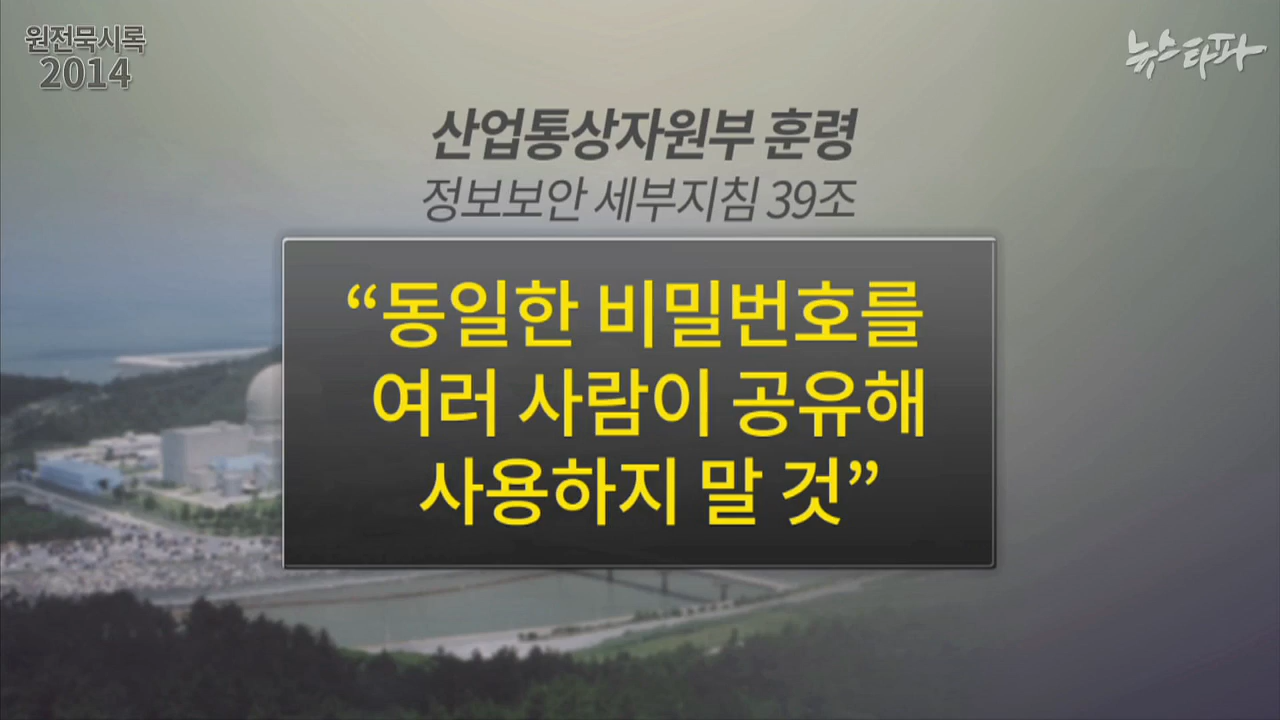 원전묵시록
2014
뉴스타파
산업통상자원부 훈령
정보보안 세부지침 39조
“동일한 비밀번호를
여러 사람이 공유해
사용하지 말 것”